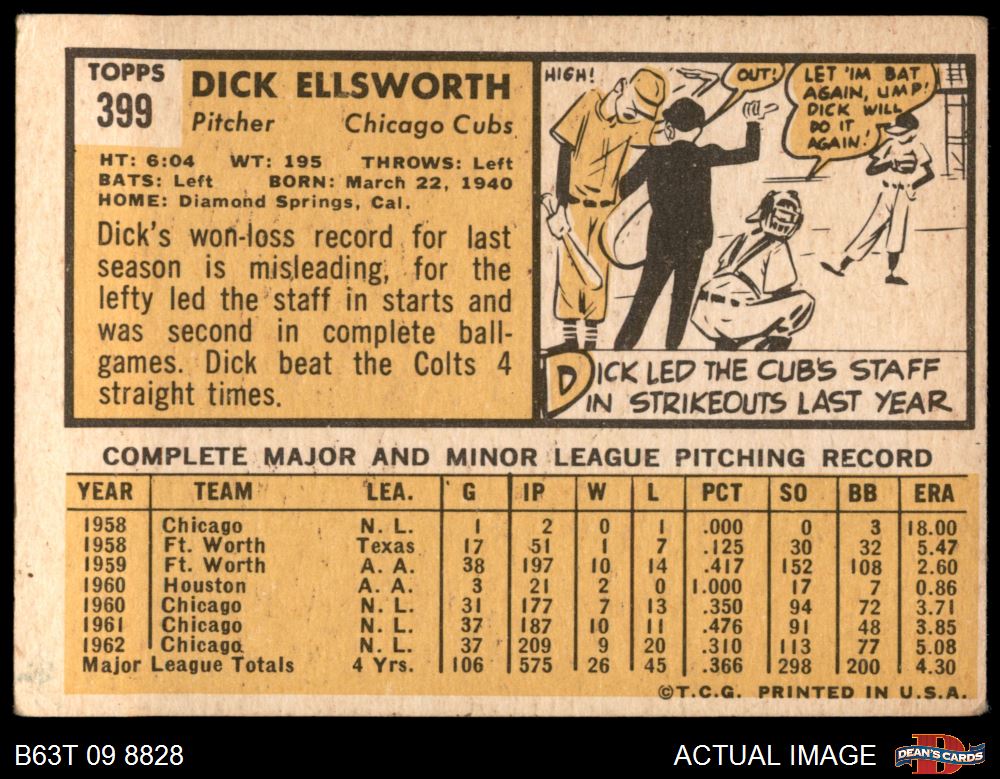 TOPPS
399
DICK ELLSWORTH
Pitcher Chicago Cubs
HT: 6:04 WT: 195 THROWS: Left
BATS: Left BORN: March 22, 1940
HOME: Diamond Springs, Cal.
Dick's won-loss record for last
season is misleading, for the
lefty led the staff in starts and
was second in complete ball-
games. Dick beat the Colts 4
straight times.
HIGH!
OUT!
LET 'IM BAT
AGAIN, UMP!
DICK WILL
DO IT
AGAIN!
DICK LED THE CUB'S STAFF
IN STRIKEOUTS LAST YEAR
COMPLETE MAJOR AND MINOR LEAGUE PITCHING RECORD
YEAR TEAM LEA. G IP W L PCT SO BB ERA
1958 Chicago N. L. 1 2 0 1 .000 0 3 18.00
1958 Ft. Worth Texas 17 51 1 7 .125 30 32 5.47
1959 Ft. Worth A. A. 38 197 10 14 .417 152 108 2.60
1960 Houston A. A. 3 21 2 0 1.000 17 7 0.86
1960 Chicago N. L. 31 177 7 13 .350 94 72 3.71
1961 Chicago N. L. 37 187 10 11 .476 91 48 3.85
1962 Chicago N. L. 37 209 9 20 .310 113 77 5.08
Major League Totals 4 Yrs. 106 575 26 45 .366 298 200 4.30
©T.C.G. PRINTED IN U.S.A.
B63T 09 8828 ACTUAL IMAGE DEAN'S CARDS